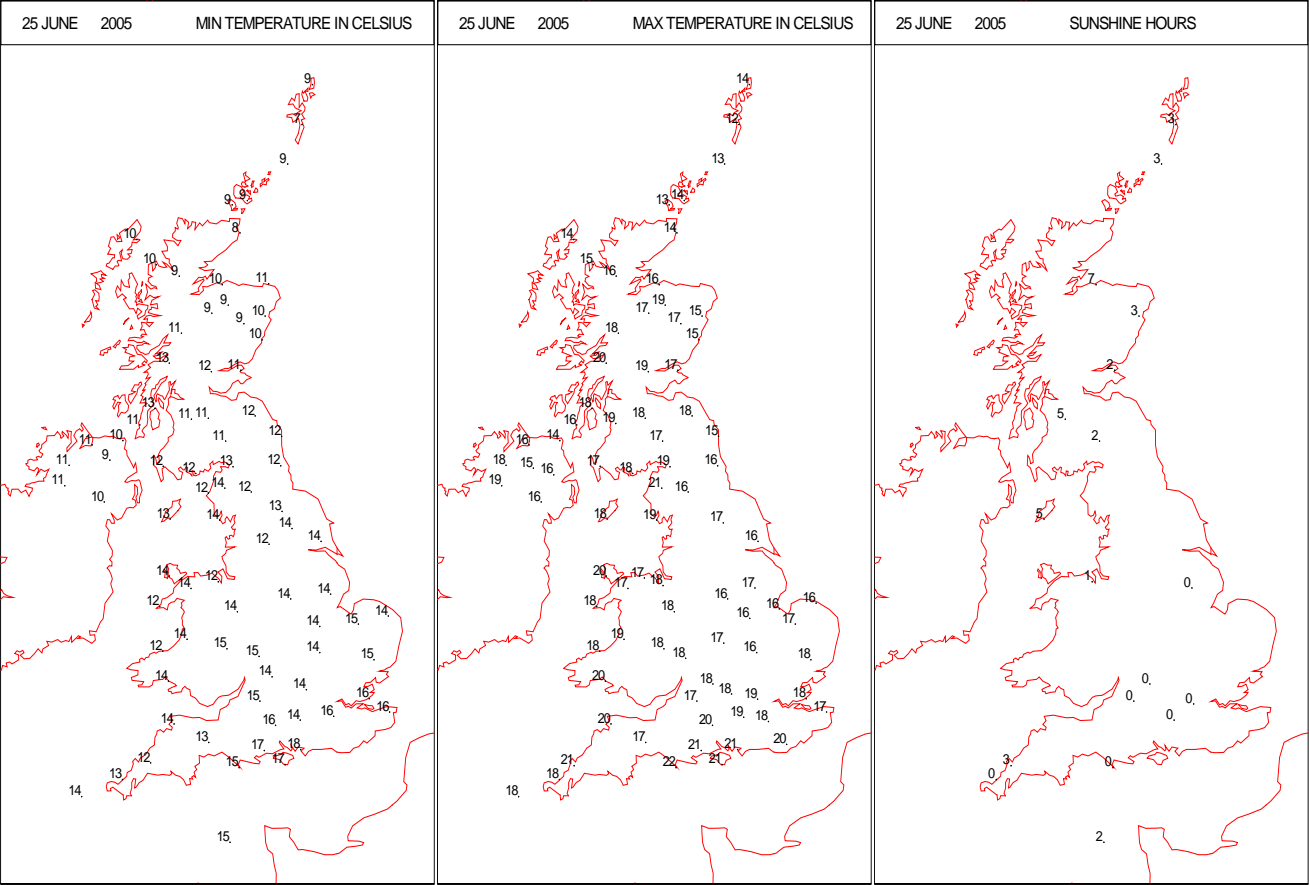 25 JUNE 2005 MIN TEMPERATURE IN CELSIUS
9.
7.
9.
9. 9.
8.
10.
10. 9. 10. 11.
9. 9. 9. 10.
11. 10.
13. 12. 11.
13. 11. 11. 12.
11. 10. 11. 11. 12.
11. 9. 12. 12. 13. 12.
11. 10. 12. 14. 12.
13. 14. 13.
14. 12. 14.
14. 14. 12. 14. 14.
12. 14. 14. 15. 14.
12. 14. 15. 15. 14. 15.
14. 14. 14.
15. 16. 16.
14. 16. 14. 16.
13. 17. 18.
12. 15. 17.
13.
14.
15.
25 JUNE 2005 MAX TEMPERATURE IN CELSIUS
14.
12.
13.
13. 14.
14. 14.
15. 16. 16.
17. 19. 17. 15.
18. 15.
20. 19. 17.
18. 19. 18. 18.
16. 14. 16. 17. 15.
18. 15. 16. 17. 18. 19. 16.
19. 16. 21. 16.
18. 19. 17.
16.
20. 17. 17. 18. 17.
18. 18. 16. 16. 16. 16. 17.
18. 19. 18. 18. 17. 16. 18.
20. 18. 18.
17. 19. 18. 17.
20. 20. 19. 18.
17. 21. 21. 20.
21. 22. 21.
18.
18.
25 JUNE 2005 SUNSHINE HOURS
3.
3.
7.
3.
2.
5.
2.
1.
5.
1. 0.
0.
0. 0.
0.
3. 0.
0.
2.